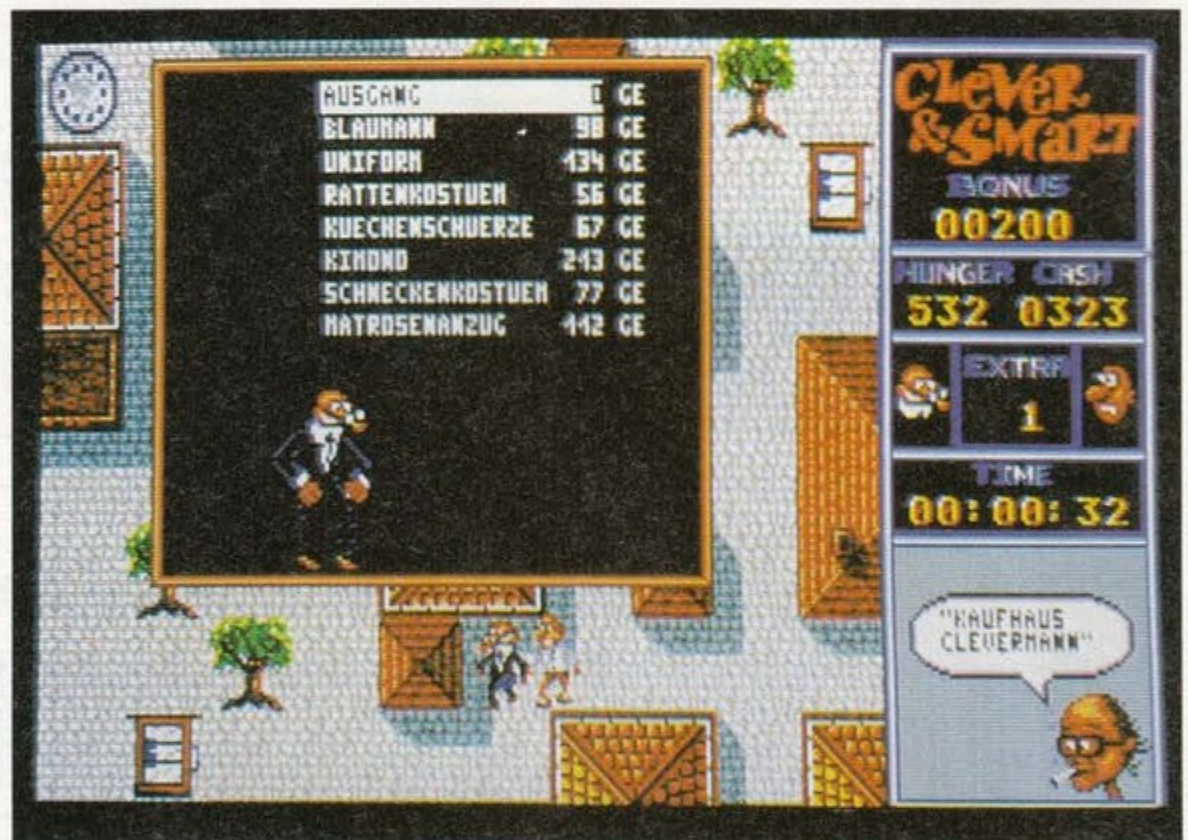 AUSGANG 0 GE
BLAUMANN 98 GE
UNIFORM 134 GE
RATTENKOSTUEM 56 GE
KUECHENSCHUERZE 67 GE
KIMONO 213 GE
SCHNECKENKOSTUEM 77 GE
MATROSENANZUG 112 GE
CLEVER
& SMART
BONUS
00200
HUNGER CASH
532 0323
EXTRA
1
TIME
00:00:32
"KAUFHAUS
CLEVERMANN"